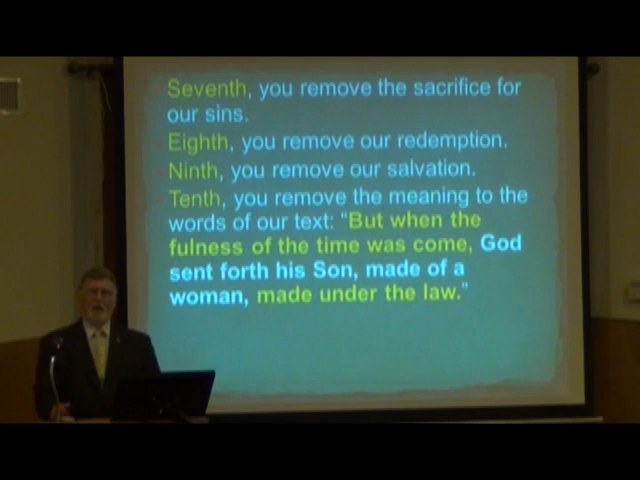 Seventh, you remove the sacrifice for
our sins.
Eighth, you remove our redemption.
Ninth, you remove our salvation.
Tenth, you remove the meaning to the
words of our text: “But when the
fulness of the time was come, God
sent forth his Son, made of a
woman, made under the law.”